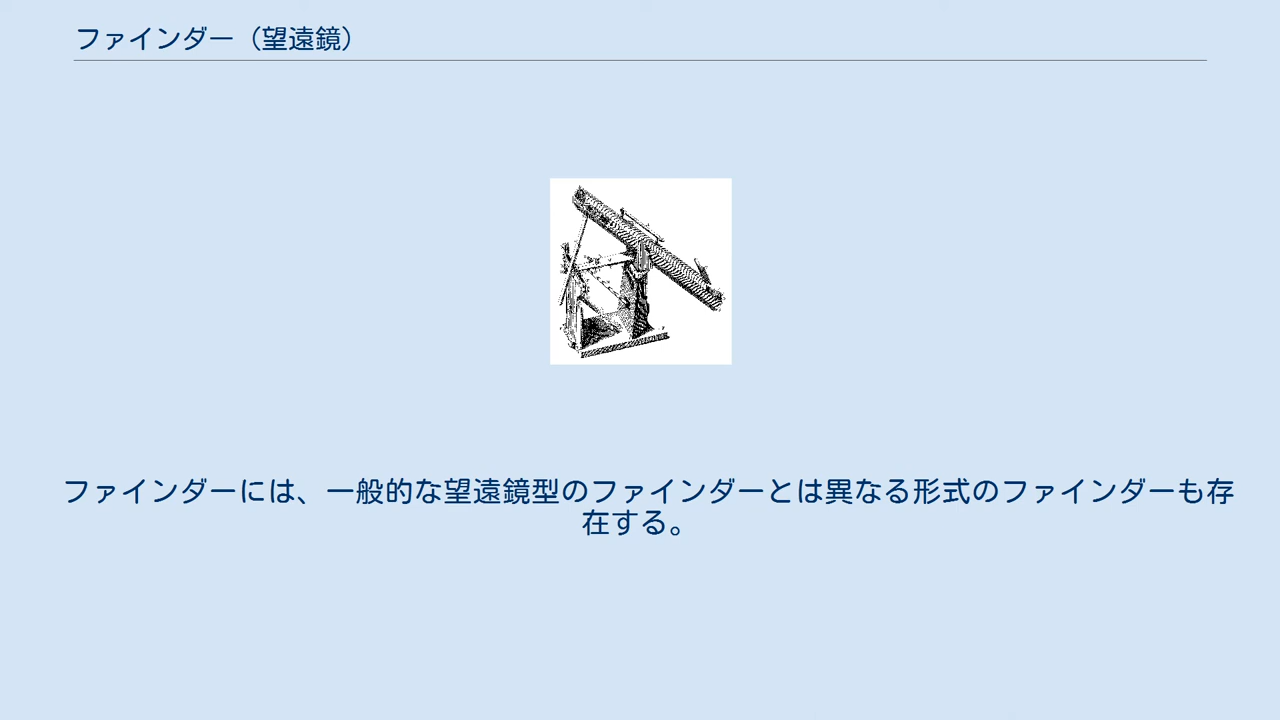 ファインダー（望遠鏡）
ファインダーには、一般的な望遠鏡型のファインダーとは異なる形式のファインダーも存
在する。